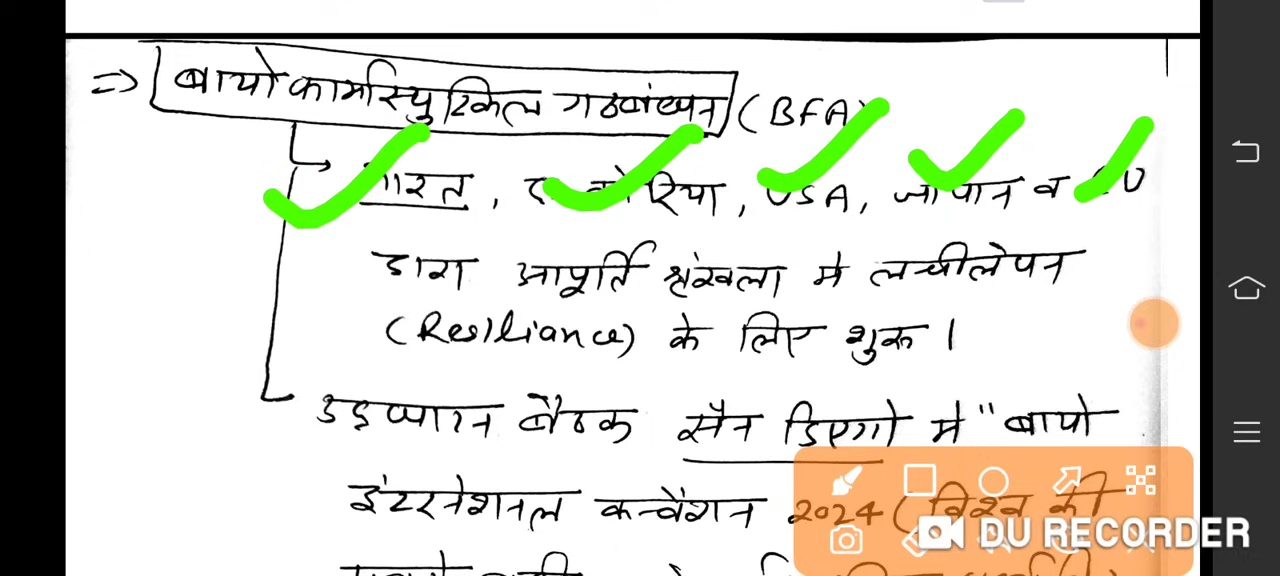 ⇒ बायोफार्मास्युटिकल गठबंधन (BFA)
भारत, द. कोरिया, USA, जापान व EU
द्वारा आपूर्ति श्रृंखला में लचीलेपन
(Resiliance) के लिए शुरू।
उद्घाटन बैठक सैन डिएगो में "बायो
इंटरनेशनल कन्वेंशन 2024 (विश्व की
DU RECORDER